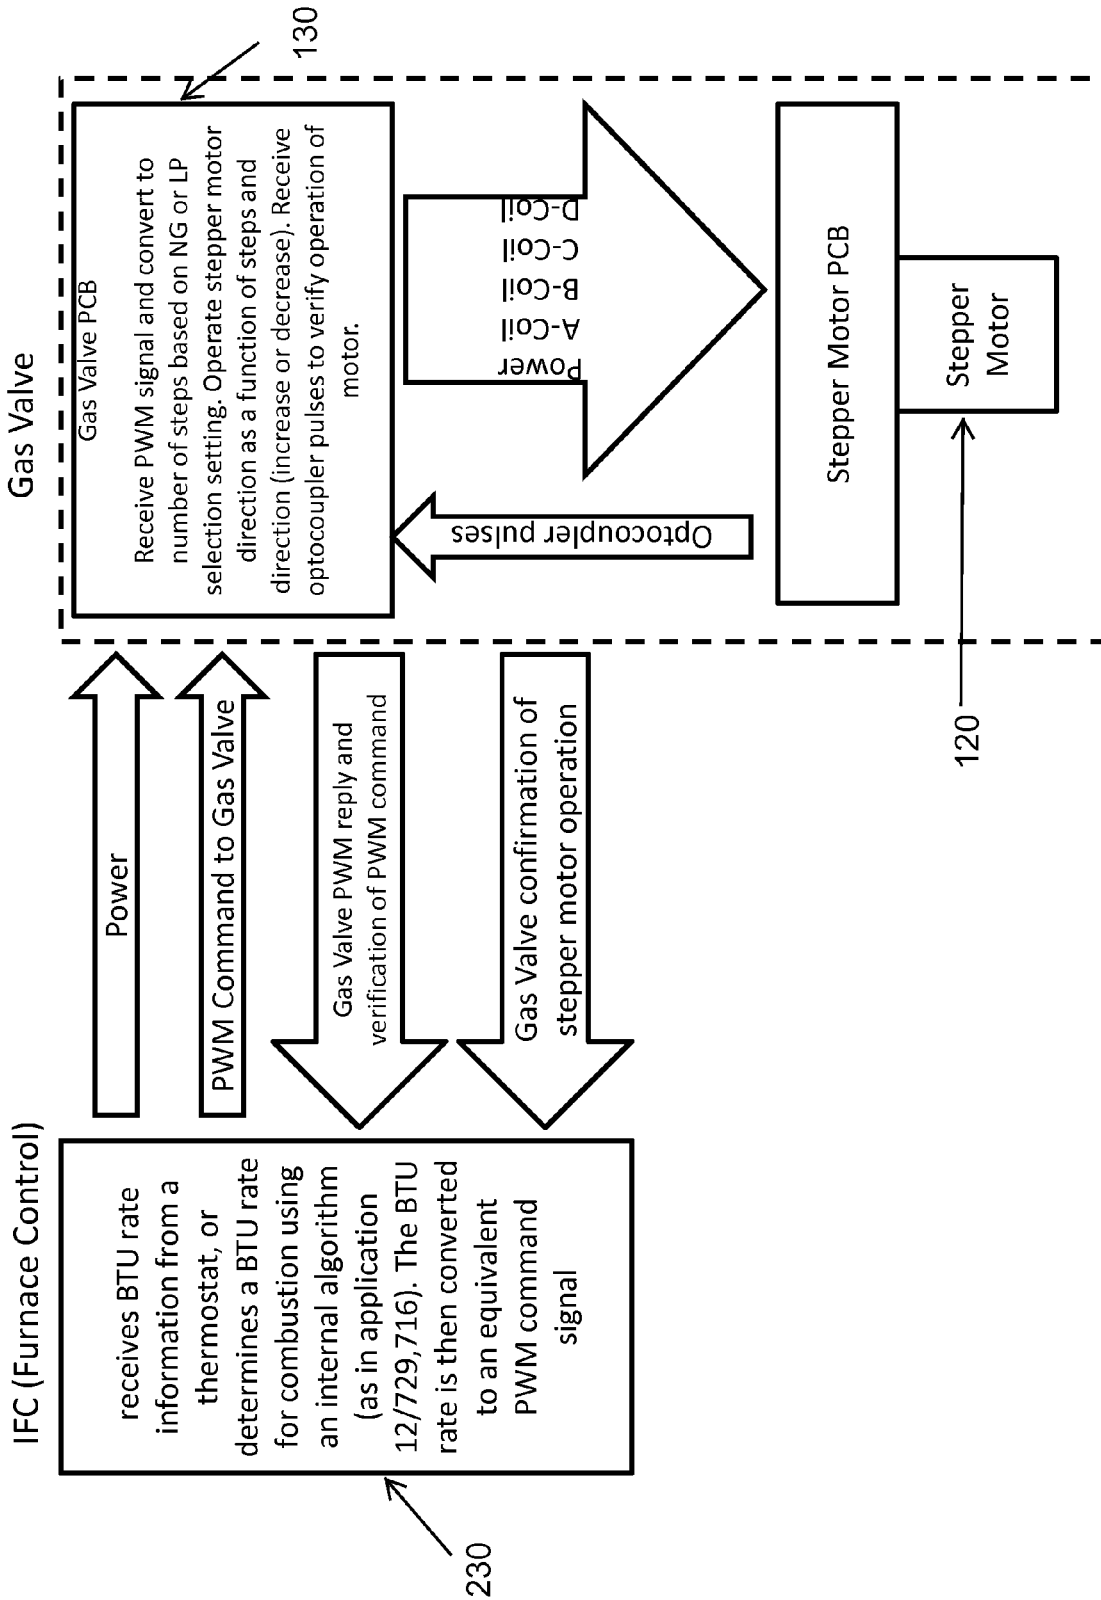 IFC (Furnace Control)
receives BTU rate
information from a
thermostat, or
determines a BTU rate
for combustion using
an internal algorithm
(as in application
12/729,716). The BTU
rate is then converted
to an equivalent
PWM command
signal
230
Power
PWM Command to Gas Valve
Gas Valve PWM reply and
verification of PWM command
Gas Valve confirmation of
stepper motor operation
Gas Valve
Gas Valve PCB
Receive PWM signal and convert to
number of steps based on NG or LP
selection setting. Operate stepper motor
direction as a function of steps and
direction (increase or decrease). Receive
optocoupler pulses to verify operation of
motor.
130
Optocoupler pulses
Power
A-Coil
B-Coil
C-Coil
D-Coil
Stepper Motor PCB
Stepper
Motor
120